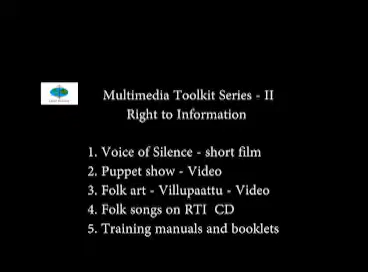 Multimedia Toolkit Series - II
Right to Information
1. Voice of Silence - short film
2. Puppet show - Video
3. Folk art - Villupaattu - Video
4. Folk songs on RTI CD
5. Training manuals and booklets